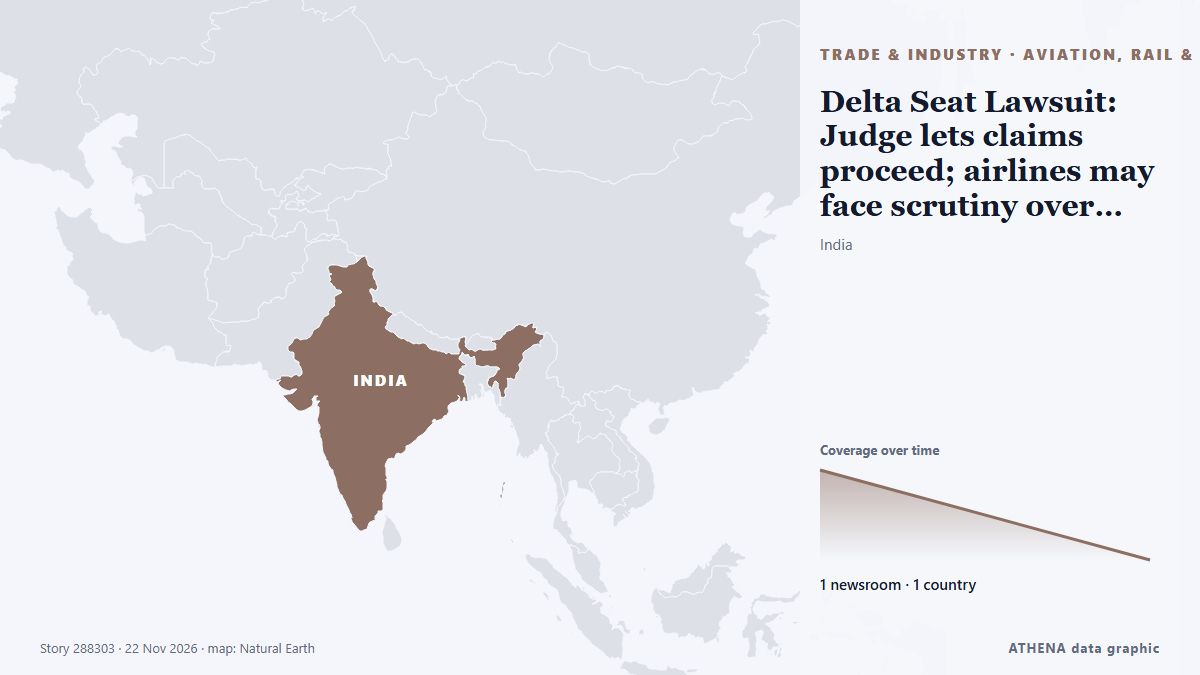 TRADE & INDUSTRY · AVIATION, RAIL &
Delta Seat Lawsuit:
Judge lets claims
proceed; airlines may
face scrutiny over...
India
INDIA
Coverage over time
1 newsroom · 1 country
Story 288303 · 22 Nov 2026 · map: Natural Earth
ATHENA data graphic